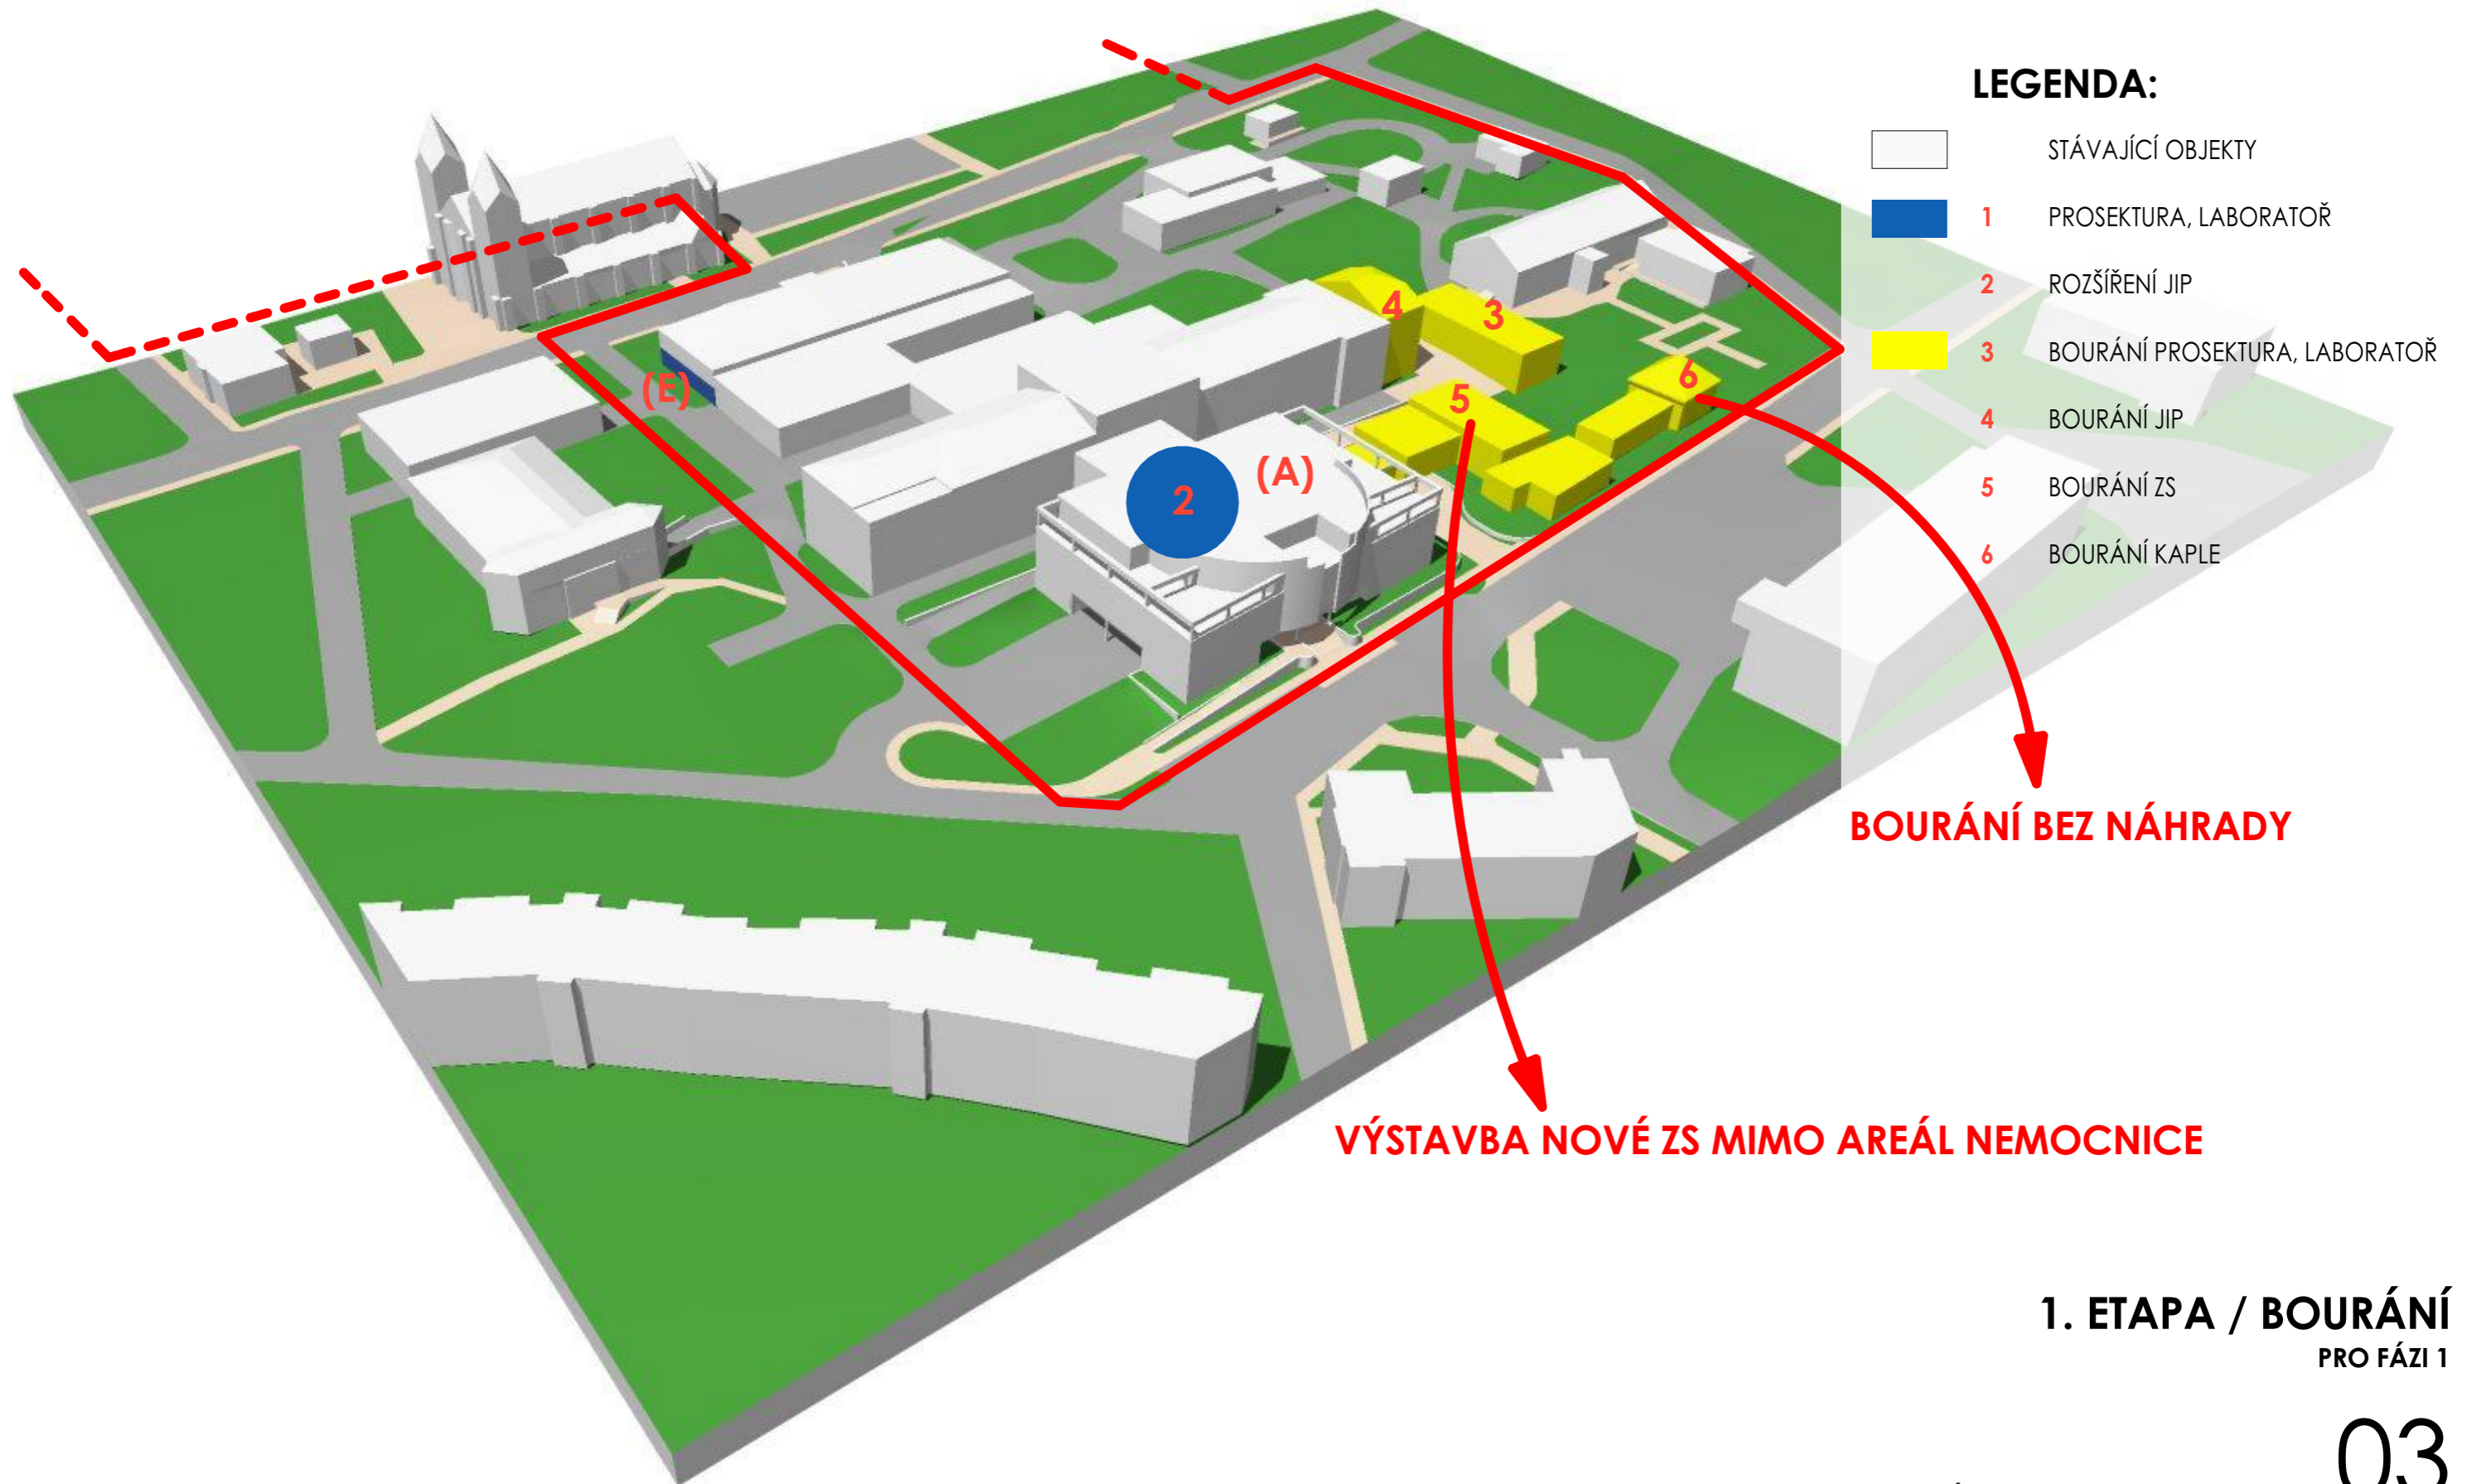 LEGENDA:
STÁVAJÍCÍ OBJEKTY
1 PROSEKTURA, LABORATOŘ
2 ROZŠÍŘENÍ JIP
3 BOURÁNÍ PROSEKTURA, LABORATOŘ
4 BOURÁNÍ JIP
5 BOURÁNÍ ZS
6 BOURÁNÍ KAPLE
4
3
(E)
5
6
2
(A)
BOURÁNÍ BEZ NÁHRADY
VÝSTAVBA NOVÉ ZS MIMO AREÁL NEMOCNICE
1. ETAPA / BOURÁNÍ
PRO FÁZI 1
03